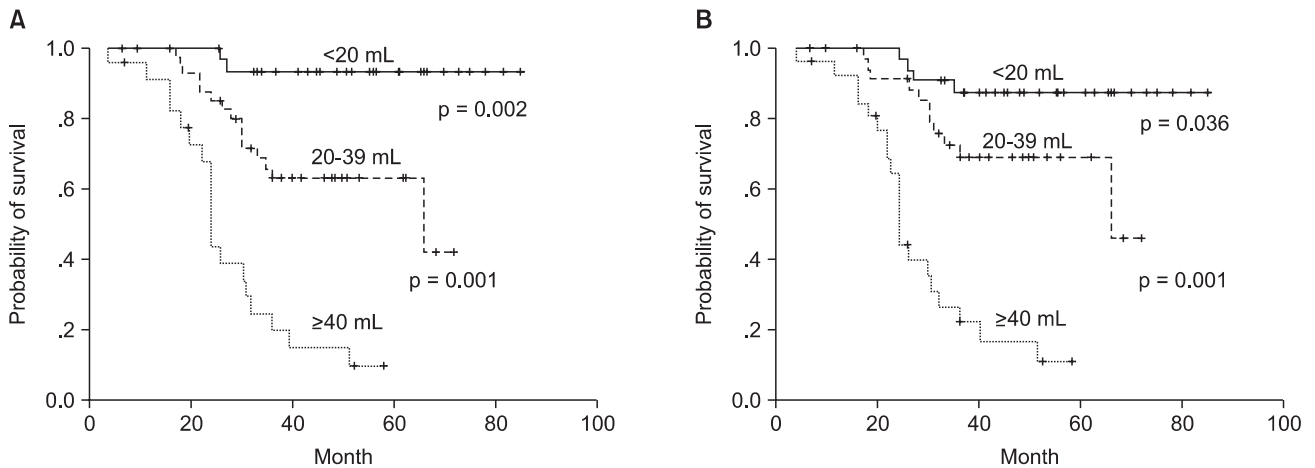 A
Probability of survival
1.0
.8
.6
.4
.2
0.0
<20 mL
p = 0.002
20-39 mL
p = 0.001
≥40 mL
0 20 40 60 80 100
Month
B
Probability of survival
1.0
.8
.6
.4
.2
0.0
<20 mL
p = 0.036
20-39 mL
p = 0.001
≥40 mL
0 20 40 60 80 100
Month